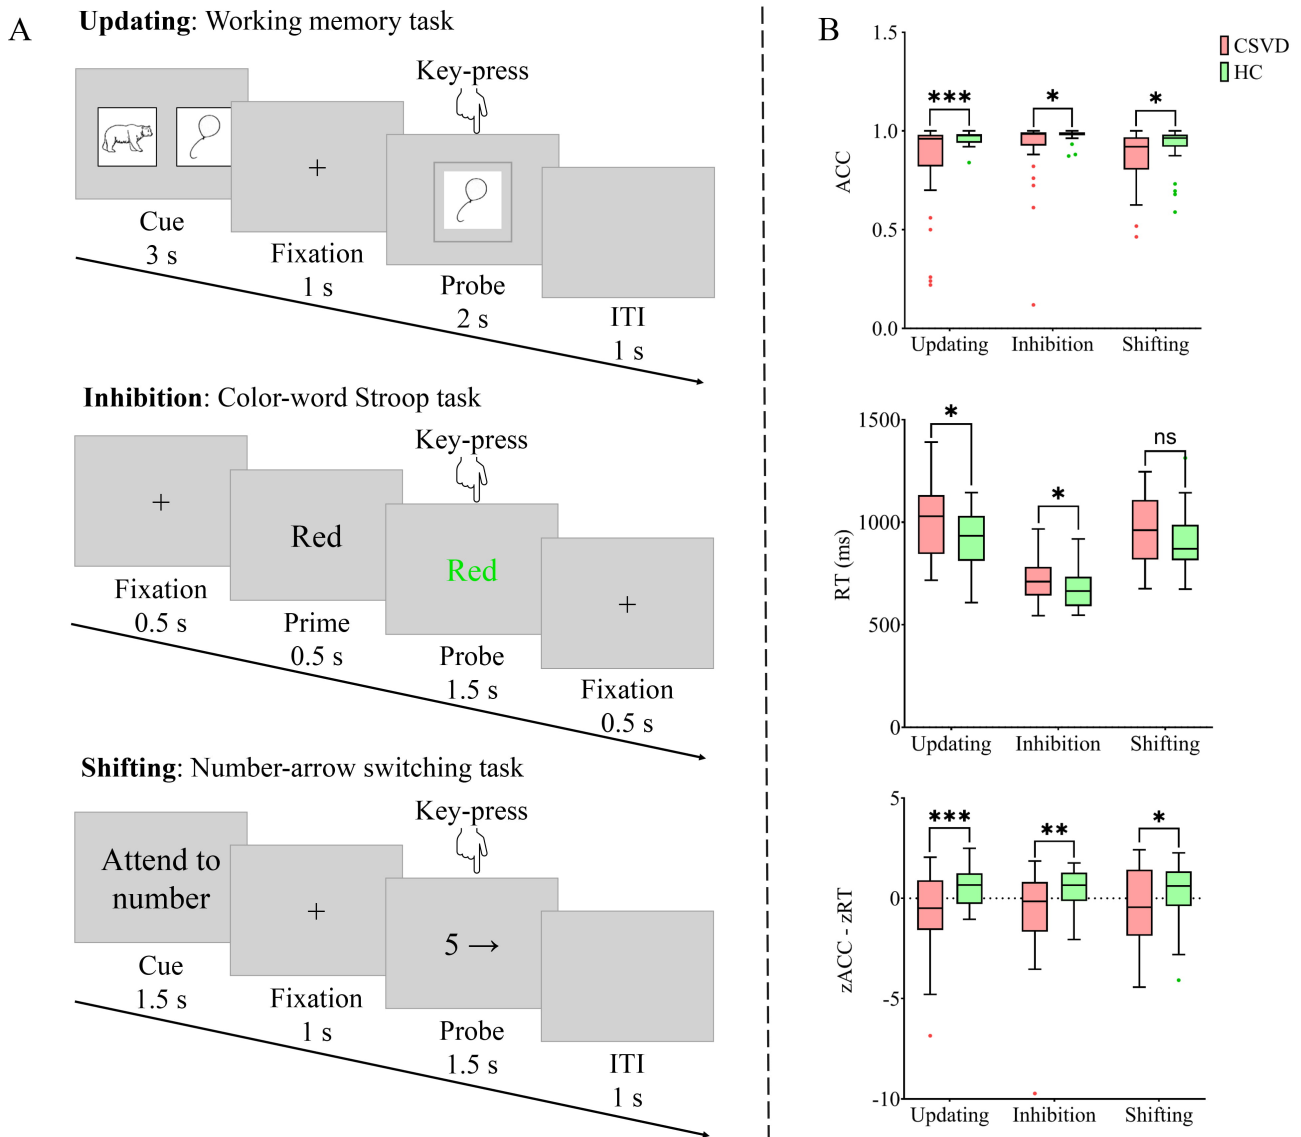 A
Updating: Working memory task
Key-press
+
Cue
3 s
Fixation
1 s
Probe
2 s
ITI
1 s
Inhibition: Color-word Stroop task
Key-press
+
Red
Red
+
Fixation
0.5 s
Prime
0.5 s
Probe
1.5 s
Fixation
0.5 s
Shifting: Number-arrow switching task
Key-press
Attend to
number
+
5 →
Cue
1.5 s
Fixation
1 s
Probe
1.5 s
ITI
1 s
B
CSVD
HC
ACC
1.5
1.0
0.5
0.0
*** * *
Updating Inhibition Shifting
RT (ms)
1500
1000
500
0
* * ns
Updating Inhibition Shifting
zACC - zRT
5
0
-5
-10
*** ** *
Updating Inhibition Shifting